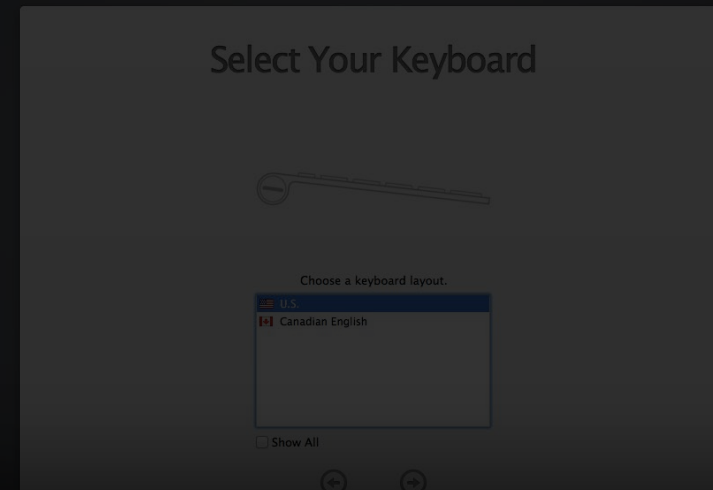 Select Your Keyboard
Choose a keyboard layout.
U.S.
Canadian English
Show All